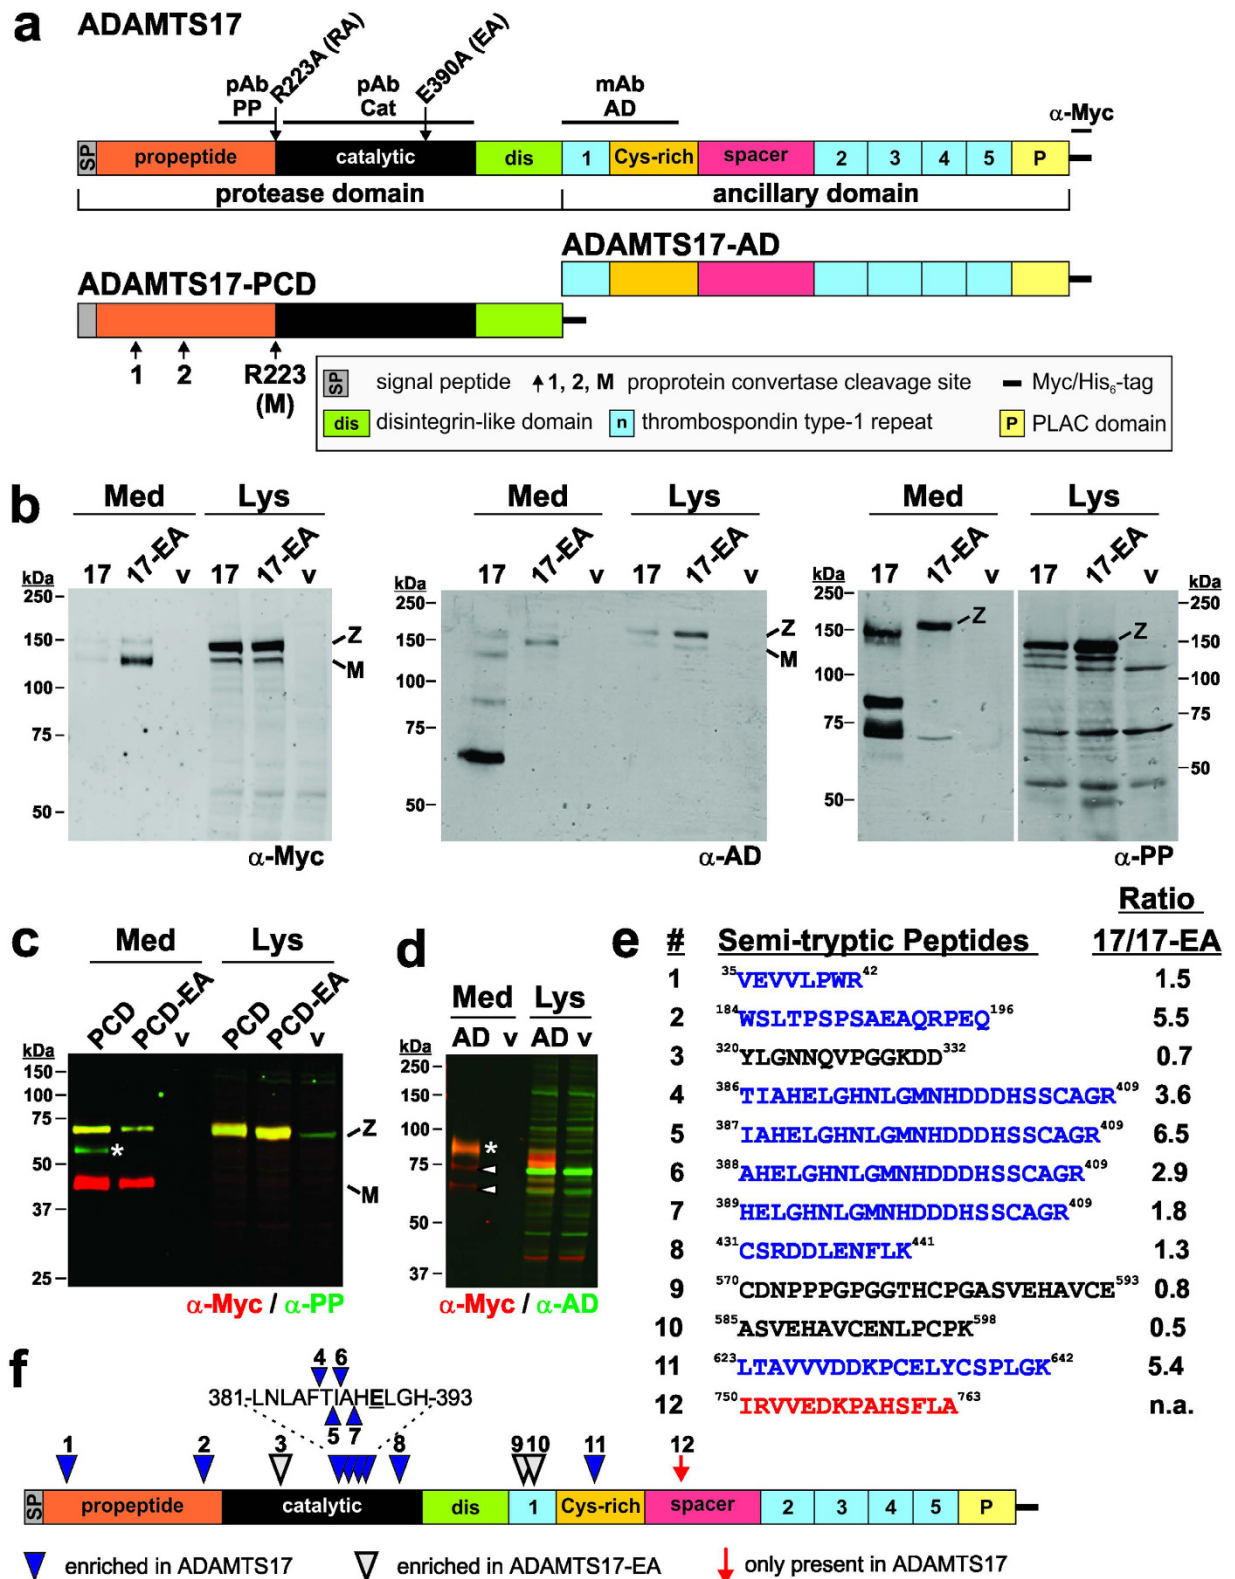 a ADAMTS17
R223A (RA)
E390A (EA)
pAb PP
pAb Cat
mAb AD
α-Myc
SP propeptide catalytic dis 1 Cys-rich spacer 2 3 4 5 P
protease domain ancillary domain
ADAMTS17-AD
ADAMTS17-PCD
1 2 R223 (M)
SP signal peptide 1, 2, M proprotein convertase cleavage site Myc/His6-tag
dis disintegrin-like domain n thrombospondin type-1 repeat P PLAC domain
b
Med Lys
kDa 17 17-EA v 17 17-EA v
250
150
100
75
50
Z
M
α-Myc
Med Lys
kDa 17 17-EA v 17 17-EA v
250
150
100
75
50
Z
M
α-AD
Med Lys
kDa 17 17-EA v 17 17-EA v kDa
250
150
100
75
50
Z
Z
250
150
100
75
50
α-PP
c
Med Lys
kDa PCD PCD-EA v PCD PCD-EA v
150
100
75
50
37
25
*
Z
M
α-Myc / α-PP
d
Med Lys
kDa AD v AD v
250
150
100
75
50
37
*
α-Myc / α-AD
e # Semi-tryptic Peptides Ratio 17/17-EA
1 35VEVVLPWR42 1.5
2 184WSLTPSPSAEAQRPEQ196 5.5
3 320YLGNNQVPGGKDD332 0.7
4 386TIAHELGHNLGMNHDDDHSSCAGR409 3.6
5 387IAHELGHNLGMNHDDDHSSCAGR409 6.5
6 388AHELGHNLGMNHDDDHSSCAGR409 2.9
7 389HELGHNLGMNHDDDHSSCAGR409 1.8
8 431CSRDDLENFLK441 1.3
9 570CDNPPPGPGGTHCPGASVEHAVCE593 0.8
10 585ASVEHAVCENLPCPK598 0.5
11 623LTAVVVDDKPCELYCSPLGK642 5.4
12 750IRVVEDKPAHSFLA763 n.a.
f
4 6
381-LNLAFTIAHELGH-393
5 7
1 2 3 8 9 10 11 12
SP propeptide catalytic dis 1 Cys-rich spacer 2 3 4 5 P
enriched in ADAMTS17 enriched in ADAMTS17-EA only present in ADAMTS17